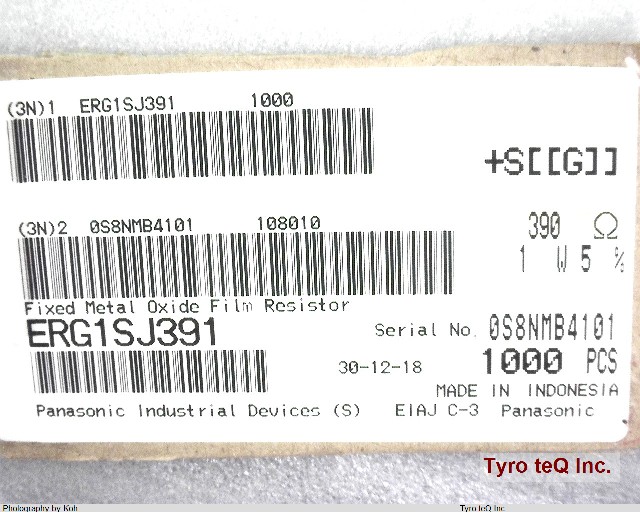 (3N)1 ERG1SJ391 1000
+S[[G]]
(3N)2 0S8NMB4101 108010
390 Ω
1 W 5 %
Fixed Metal Oxide Film Resistor
ERG1SJ391
Serial No. 0S8NMB4101
30-12-18 1000 PCS
MADE IN INDONESIA
Panasonic Industrial Devices (S) EIAJ C-3 Panasonic
Tyro teQ Inc.
Photography by Koh Tyro teQ Inc